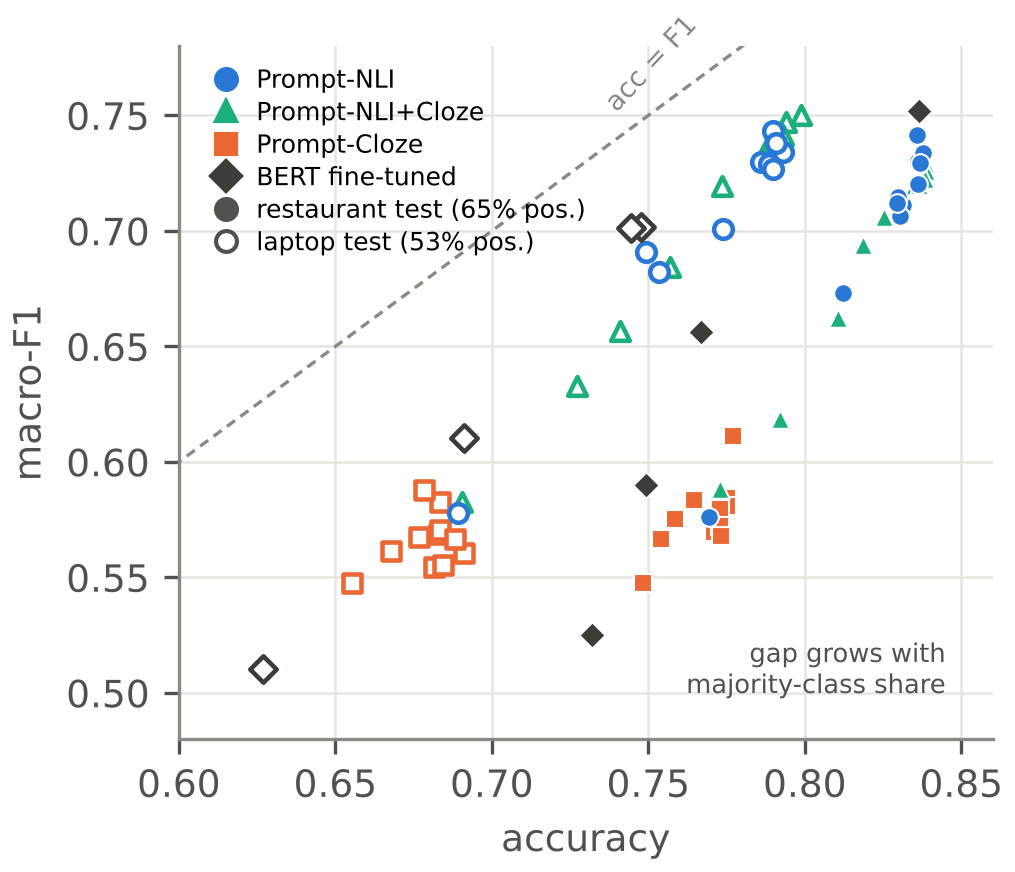 acc = F1
Prompt-NLI
Prompt-NLI+Cloze
Prompt-Cloze
BERT fine-tuned
restaurant test (65% pos.)
laptop test (53% pos.)
macro-F1
0.75
0.70
0.65
0.60
0.55
0.50
gap grows with
majority-class share
0.60 0.65 0.70 0.75 0.80 0.85
accuracy